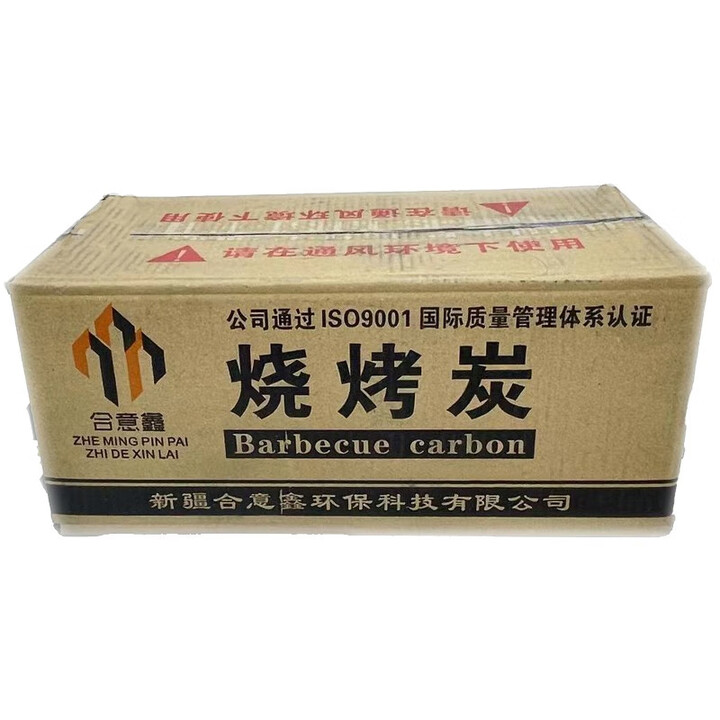 请在通风环境下使用
请在通风环境下使用
公司通过ISO9001国际质量管理体系认证
烧烤炭
Barbecue carbon
合意鑫
ZHE MING PIN PAI
ZHI DE XIN LAI
新疆合意鑫环保科技有限公司